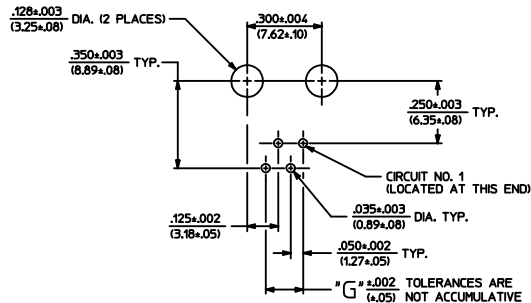 .128±.003
(3.25±.08) DIA. (2 PLACES)
.300±.004
(7.62±.10)
.350±.003
(8.89±.08) TYP.
.250±.003
(6.35±.08) TYP.
CIRCUIT NO. 1
(LOCATED AT THIS END)
.035±.003
(0.89±.08) DIA. TYP.
.125±.002
(3.18±.05)
.050±.002
(1.27±.05) TYP.
"G" ±.002
(±.05)
TOLERANCES ARE
NOT ACCUMULATIVE